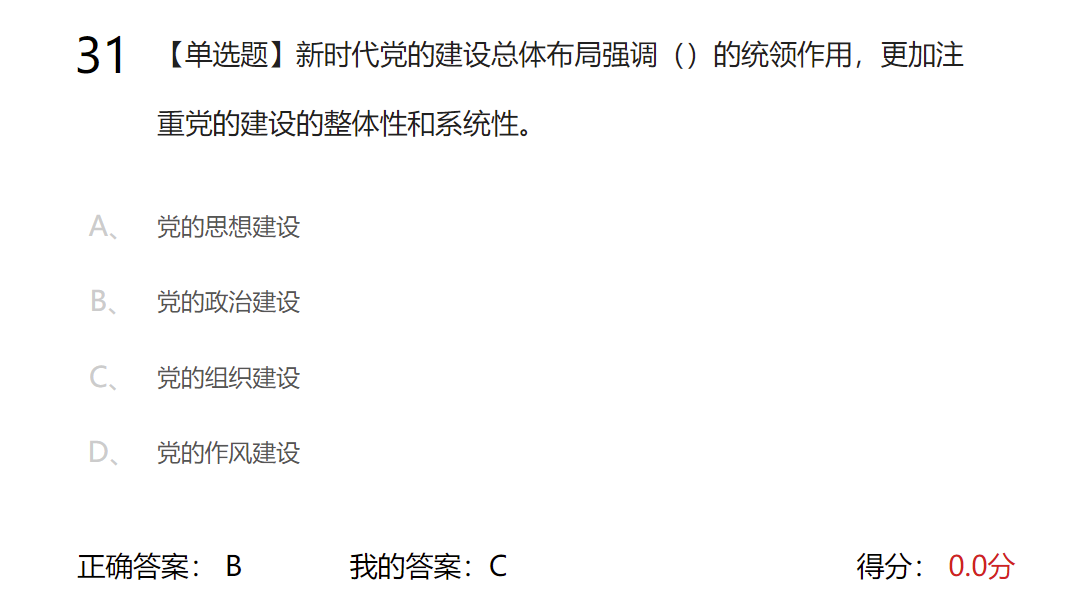 31 【单选题】新时代党的建设总体布局强调（）的统领作用，更加注
重党的建设的整体性和系统性。
A、 党的思想建设
B、 党的政治建设
C、 党的组织建设
D、 党的作风建设
正确答案： B 我的答案：C 得分： 0.0分